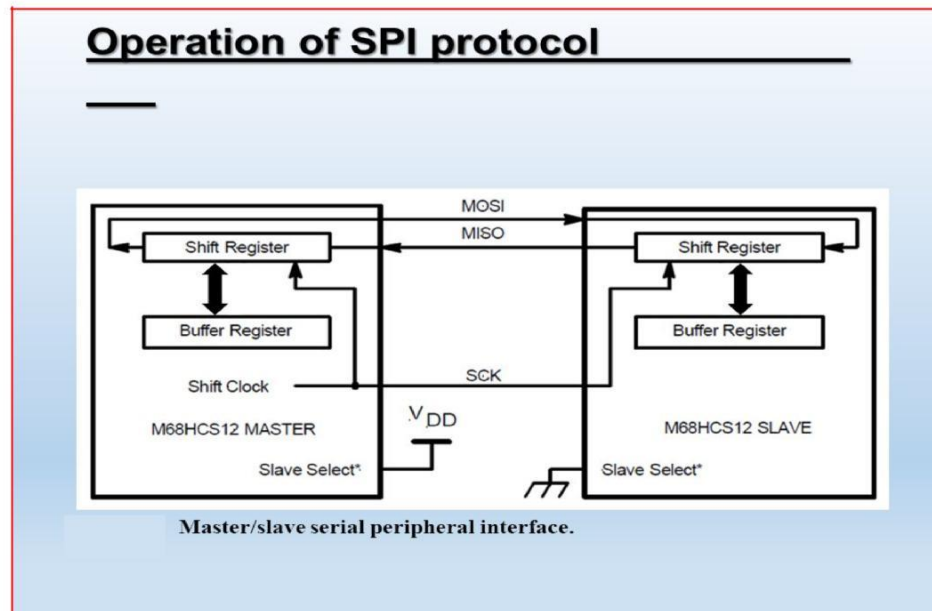 Operation of SPI protocol
MOSI
MISO
Shift Register
Shift Register
Buffer Register
Buffer Register
Shift Clock
SCK
M68HCS12 MASTER
VDD
M68HCS12 SLAVE
Slave Select*
Slave Select*
Master/slave serial peripheral interface.